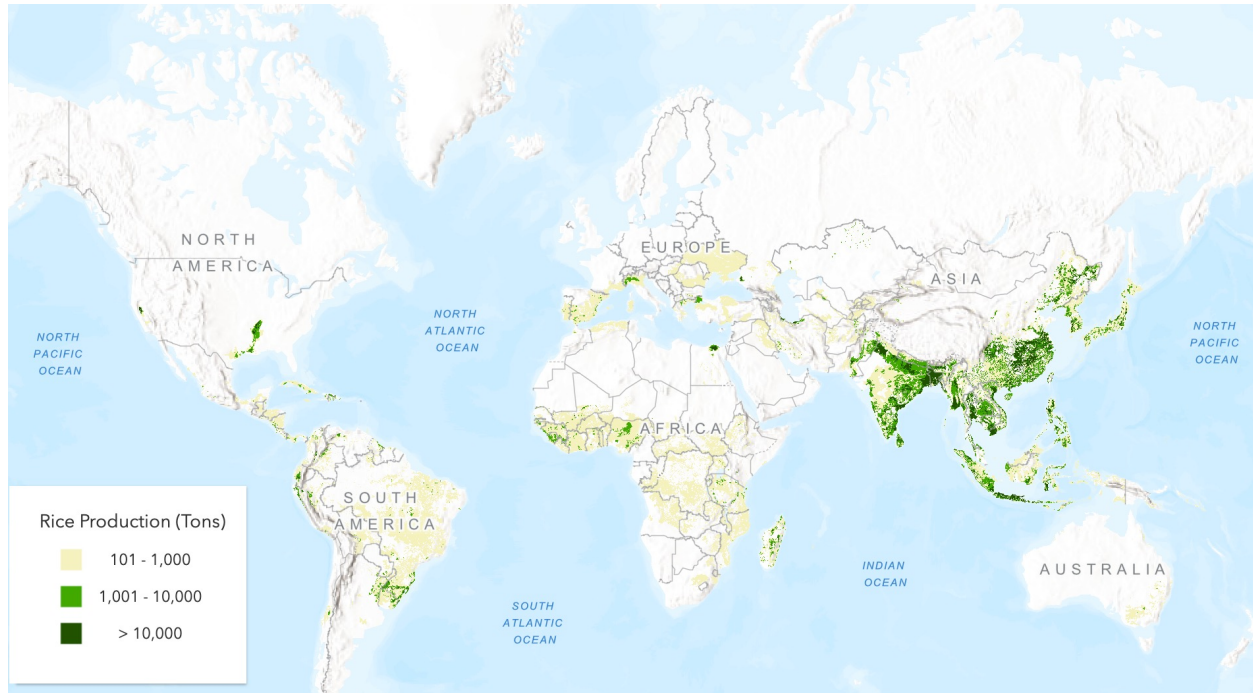 NORTH
AMERICA
EUROPE
ASIA
NORTH
PACIFIC
OCEAN
NORTH
ATLANTIC
OCEAN
NORTH
PACIFIC
OCEAN
AFRICA
SOUTH
AMERICA
INDIAN
OCEAN
AUSTRALIA
SOUTH
ATLANTIC
OCEAN
Rice Production (Tons)
101 - 1,000
1,001 - 10,000
> 10,000